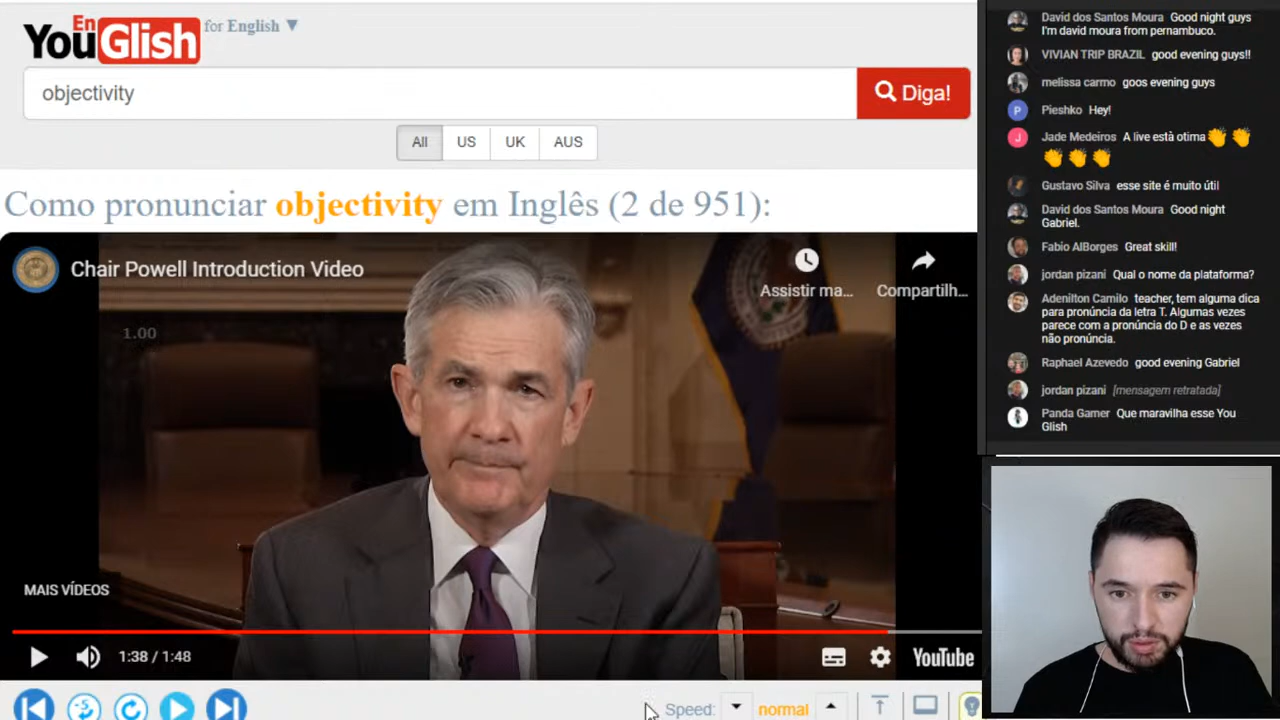 YouGlish
En
for English ▼
objectivity
Diga!
All US UK AUS
Como pronunciar objectivity em Inglês (2 de 951):
Chair Powell Introduction Video
Assistir ma...
Compartilh...
1.00
MAIS VÍDEOS
1:38 / 1:48
YouTube
Speed: normal
David dos Santos Moura Good night guys
I'm david moura from pernambuco.
VIVIAN TRIP BRAZIL good evening guys!!
melissa carmo goos evening guys
P
Pieshko Hey!
J
Jade Medeiros A live està otima 👏 👏
👏 👏 👏
Gustavo Silva esse site é muito útil
David dos Santos Moura Good night
Gabriel.
Fabio AlBorges Great skill!
jordan pizani Qual o nome da plataforma?
Adenilton Camilo teacher, tem alguma dica
para pronúncia da letra T. Algumas vezes
parece com a pronúncia do D e as vezes
não pronúncia.
Raphael Azevedo good evening Gabriel
jordan pizani [mensagem retratada]
Panda Gamer Que maravilha esse You
Glish